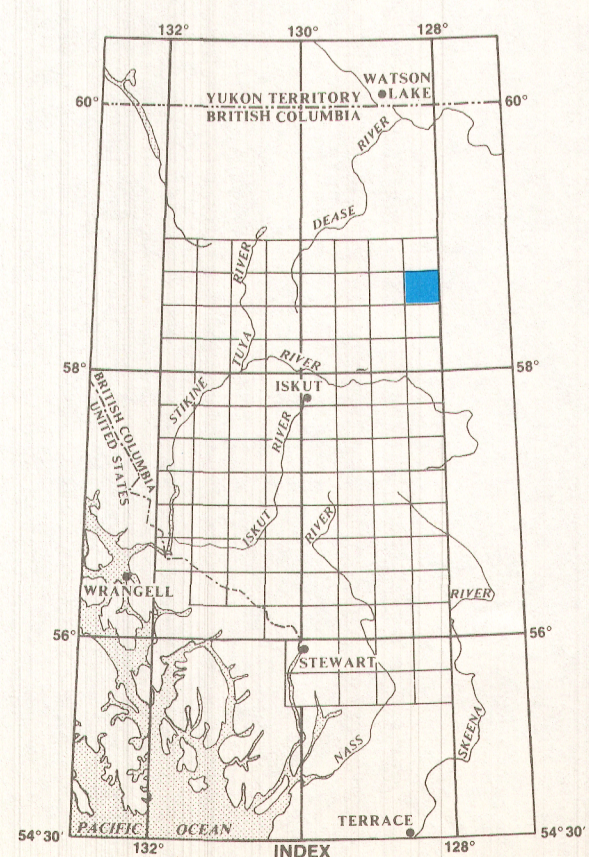 132° 130° 128°
WATSON
LAKE
60° YUKON TERRITORY 60°
BRITISH COLUMBIA
RIVER
DEASE
RIVER
TUYA
58° RIVER 58°
STIKINE
ISKUT
BRITISH COLUMBIA
UNITED STATES
RIVER
ISKUT
RIVER
WRANGELL
RIVER
56° 56°
STEWART
NASS
SKEENA
TERRACE
54°30' PACIFIC OCEAN 54°30'
132° 128°
INDEX